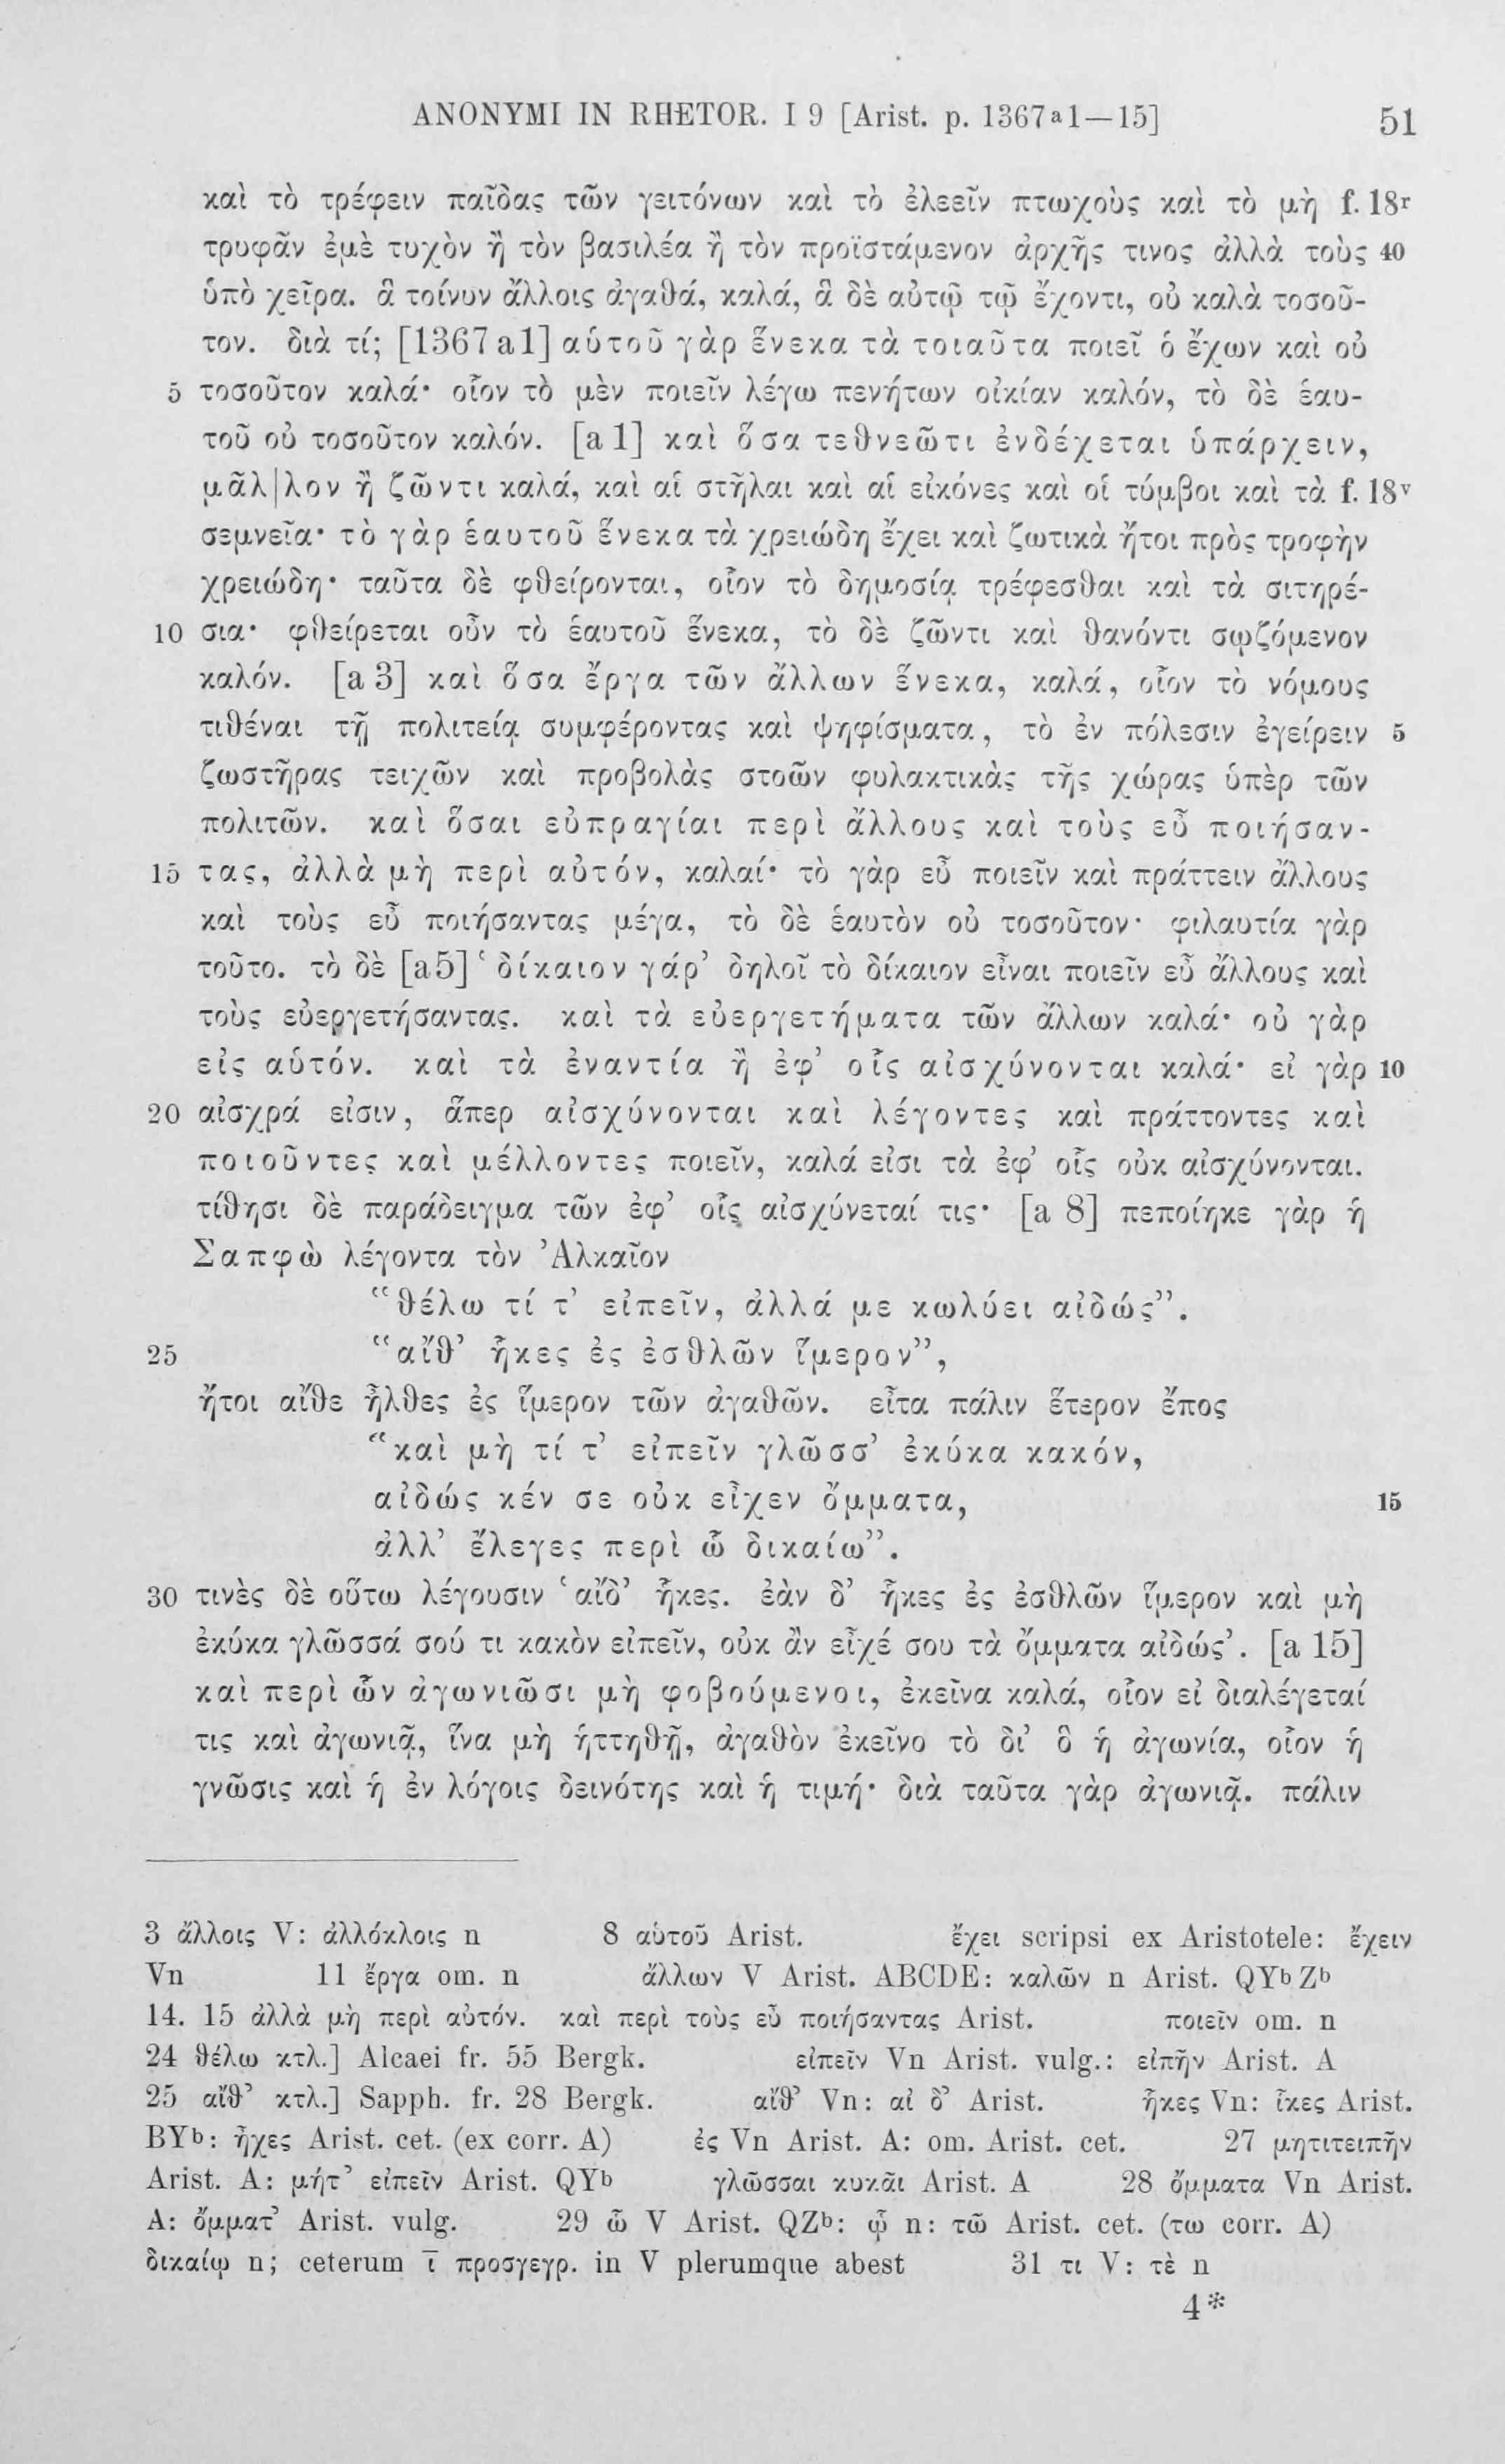 ANONYMI IN RHETOR. I 9 [Arist. p. 1367a1—15] 51
καὶ τὸ τρέφειν παῖδας τῶν γειτόνων καὶ τὸ ἐλεεῖν πτωχοὺς καὶ τὸ μὴ f. 18r
τρυφᾶν ἐμὲ τυχὸν ἢ τὸν βασιλέα ἢ τὸν προϊστάμενον ἀρχῆς τινος ἀλλὰ τοὺς 40
ὑπὸ χεῖρα. ἃ τοίνυν ἄλλοις ἀγαθά, καλά, ἃ δὲ αὐτῷ τῷ ἔχοντι, οὐ καλὰ τοσοῦ-
τον. διὰ τί; [1367a1] αὑτοῦ γὰρ ἕνεκα τὰ τοιαῦτα ποιεῖ ὁ ἔχων καὶ οὐ
5 τοσοῦτον καλά· οἷον τὸ μὲν ποιεῖν λέγω πενήτων οἰκίαν καλόν, τὸ δὲ ἑαυ-
τοῦ οὐ τοσοῦτον καλόν. [a 1] καὶ ὅσα τεθνεῶτι ἐνδέχεται ὑπάρχειν,
μᾶλ|λον ἢ ζῶντι καλά, καὶ αἱ στῆλαι καὶ αἱ εἰκόνες καὶ οἱ τύμβοι καὶ τὰ f. 18v
σεμνεῖα· τὸ γὰρ ἑαυτοῦ ἕνεκα τὰ χρειώδη ἔχει καὶ ζωτικὰ ἤτοι πρὸς τροφὴν
χρειώδη· ταῦτα δὲ φθείρονται, οἷον τὸ δημοσίᾳ τρέφεσθαι καὶ τὰ σιτηρέ-
10 σια· φθείρεται οὖν τὸ ἑαυτοῦ ἕνεκα, τὸ δὲ ζῶντι καὶ θανόντι σῳζόμενον
καλόν. [a 3] καὶ ὅσα ἔργα τῶν ἄλλων ἕνεκα, καλά, οἷον τὸ νόμους
τιθέναι τῇ πολιτείᾳ συμφέροντας καὶ ψηφίσματα, τὸ ἐν πόλεσιν ἐγείρειν 5
ζωστῆρας τειχῶν καὶ προβολὰς στοῶν φυλακτικὰς τῆς χώρας ὑπὲρ τῶν
πολιτῶν. καὶ ὅσαι εὐπραγίαι περὶ ἄλλους καὶ τοὺς εὖ ποιήσαν-
15 τας, ἀλλὰ μὴ περὶ αὐτόν, καλαί· τὸ γὰρ εὖ ποιεῖν καὶ πράττειν ἄλλους
καὶ τοὺς εὖ ποιήσαντας μέγα, τὸ δὲ ἑαυτὸν οὐ τοσοῦτον· φιλαυτία γὰρ
τοῦτο. τὸ δὲ [a5] ‘δίκαιον γάρ’ δηλοῖ τὸ δίκαιον εἶναι ποιεῖν εὖ ἄλλους καὶ
τοὺς εὐεργετήσαντας. καὶ τὰ εὐεργετήματα τῶν ἄλλων καλά· οὐ γὰρ
εἰς αὑτόν. καὶ τὰ ἐναντία ἢ ἐφ’ οἷς αἰσχύνονται καλά· εἰ γὰρ 10
20 αἰσχρά εἰσιν, ἅπερ αἰσχύνονται καὶ λέγοντες καὶ πράττοντες καὶ
ποιοῦντες καὶ μέλλοντες ποιεῖν, καλά εἰσι τὰ ἐφ’ οἷς οὐκ αἰσχύνονται.
τίθησι δὲ παράδειγμα τῶν ἐφ’ οἷς αἰσχύνεταί τις· [a 8] πεποίηκε γὰρ ἡ
Σαπφὼ λέγοντα τὸν Ἀλκαῖον
“θέλω τί τ’ εἰπεῖν, ἀλλά με κωλύει αἰδώς”.
25 “αἴθ’ ἧκες ἐς ἐσθλῶν ἵμερον”,
ἤτοι αἴθε ἦλθες ἐς ἵμερον τῶν ἀγαθῶν. εἶτα πάλιν ἕτερον ἔπος
“καὶ μὴ τί τ’ εἰπεῖν γλῶσσ’ ἐκύκα κακόν,
αἰδώς κέν σε οὐκ εἶχεν ὄμματα, 15
ἀλλ’ ἔλεγες περὶ ὦ δικαίω”.
30 τινὲς δὲ οὕτω λέγουσιν ‘αἴδ’ ἧκες. ἐὰν δ’ ἧκες ἐς ἐσθλῶν ἵμερον καὶ μὴ
ἐκύκα γλῶσσά σού τι κακὸν εἰπεῖν, οὐκ ἂν εἶχέ σου τὰ ὄμματα αἰδώς’. [a 15]
καὶ περὶ ὧν ἀγωνιῶσι μὴ φοβούμενοι, ἐκεῖνα καλά, οἷον εἰ διαλέγεταί
τις καὶ ἀγωνιᾷ, ἵνα μὴ ἡττηθῇ, ἀγαθὸν ἐκεῖνο τὸ δι’ ὃ ἡ ἀγωνία, οἷον ἡ
γνῶσις καὶ ἡ ἐν λόγοις δεινότης καὶ ἡ τιμή· διὰ ταῦτα γὰρ ἀγωνιᾷ. πάλιν
3 ἄλλοις V: ἀλλόκλοις n 8 αὑτοῦ Arist. ἔχει scripsi ex Aristotele: ἔχειν
Vn 11 ἔργα om. n ἄλλων V Arist. ABCDE: καλῶν n Arist. QYb Zb
14. 15 ἀλλὰ μὴ περὶ αὐτόν. καὶ περὶ τοὺς εὖ ποιήσαντας Arist. ποιεῖν om. n
24 θέλω κτλ.] Alcaei fr. 55 Bergk. εἰπεῖν Vn Arist. vulg.: εἰπῆν Arist. A
25 αἴθ’ κτλ.] Sapph. fr. 28 Bergk. αἴθ’ Vn: αἰ δ’ Arist. ἧκες Vn: ἷκες Arist.
BYb: ἦχες Arist. cet. (ex corr. A) ἐς Vn Arist. A: om. Arist. cet. 27 μητιτειπῆν
Arist. A: μήτ’ εἰπεῖν Arist. QYb γλῶσσαι κυκᾶι Arist. A 28 ὄμματα Vn Arist.
A: ὄμματ’ Arist. vulg. 29 ὦ V Arist. QZb: ᾧ n: τῶ Arist. cet. (τω corr. A)
δικαίῳ n; ceterum ῑ προσγεγρ. in V plerumque abest 31 τι V: τὲ n
4*